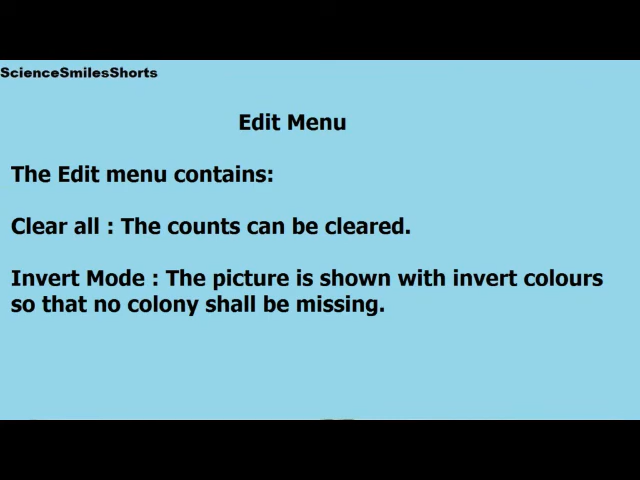 ScienceSmilesShorts
Edit Menu
The Edit menu contains:
Clear all : The counts can be cleared.
Invert Mode : The picture is shown with invert colours
so that no colony shall be missing.